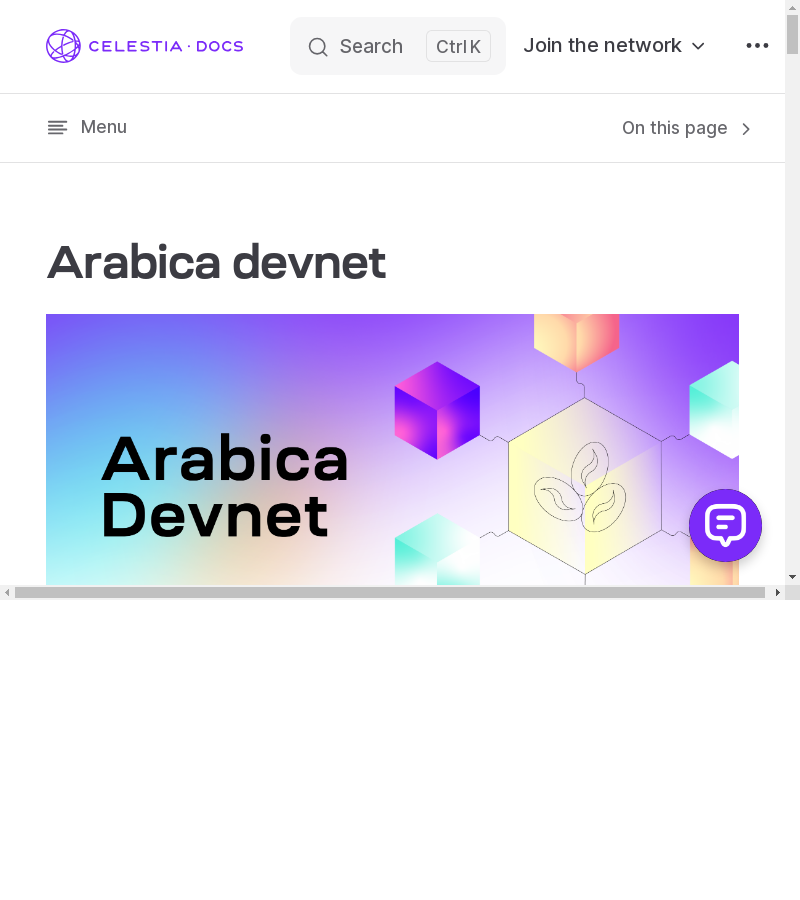 CELESTIA · DOCS
Search Ctrl K
Join the network
Menu
On this page
Arabica devnet
Arabica
Devnet